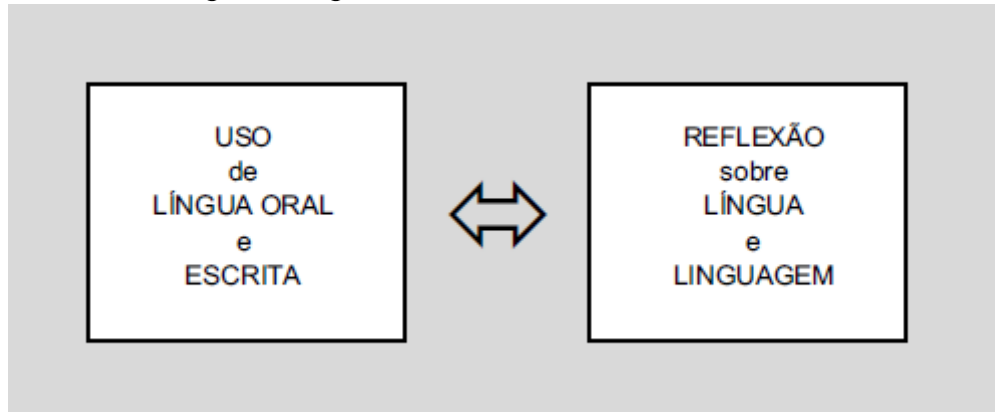 USO
de
LÍNGUA ORAL
e
ESCRITA
REFLEXÃO
sobre
LÍNGUA
e
LINGUAGEM